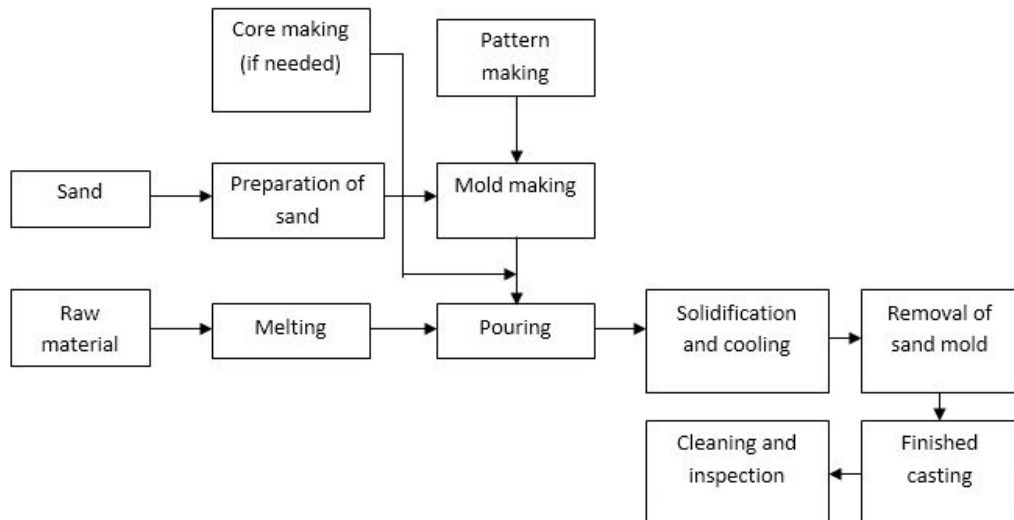 Core making
(if needed)
Pattern
making
Sand
Preparation of
sand
Mold making
Raw
material
Melting
Pouring
Solidification
and cooling
Removal of
sand mold
Cleaning and
inspection
Finished
casting